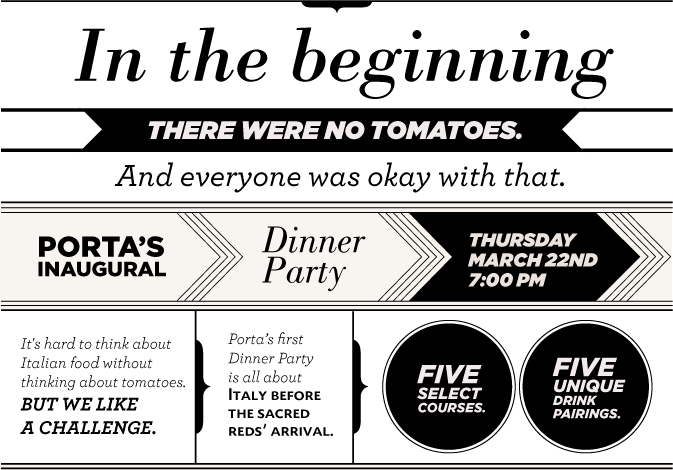 In the beginning
THERE WERE NO TOMATOES.
And everyone was okay with that.
PORTA'S
INAUGURAL
Dinner
Party
THURSDAY
MARCH 22ND
7:00 PM
It's hard to think about
Italian food without
thinking about tomatoes.
BUT WE LIKE
A CHALLENGE.
Porta's first
Dinner Party
is all about
ITALY BEFORE
THE SACRED
REDS' ARRIVAL.
FIVE
SELECT
COURSES.
FIVE
UNIQUE
DRINK
PAIRINGS.